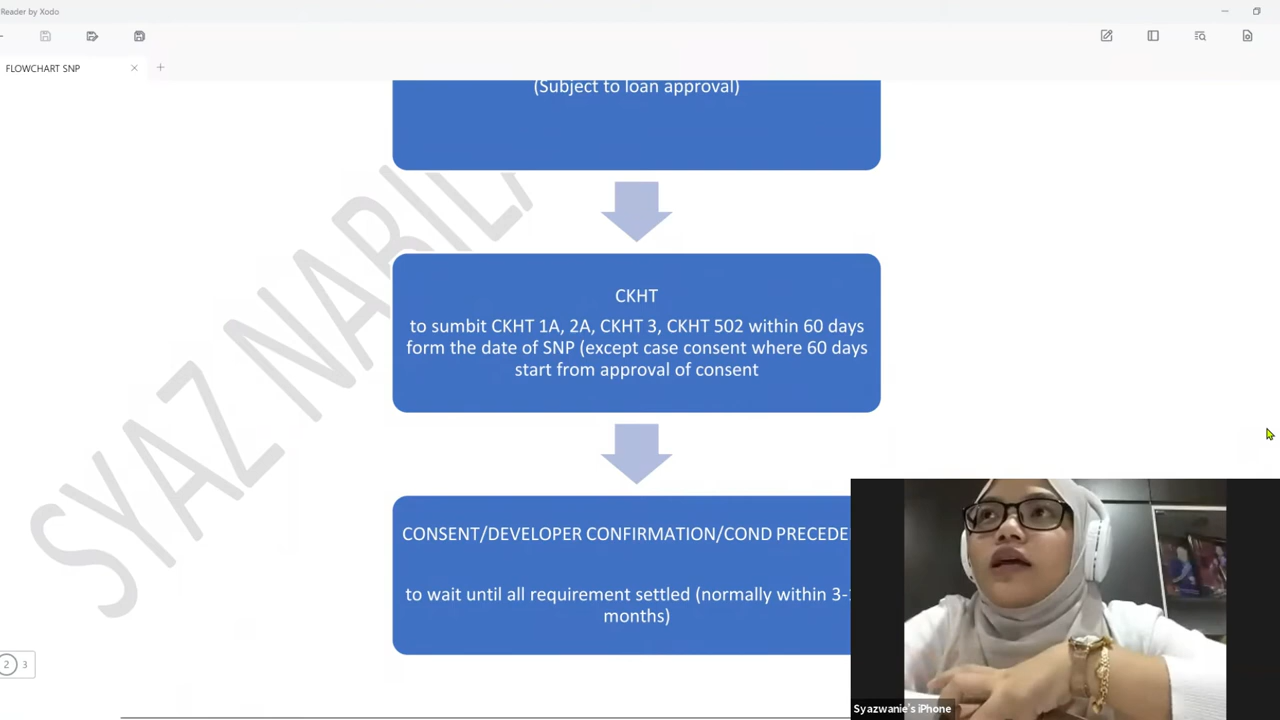 Reader by Xodo
FLOWCHART SNP
(Subject to loan approval)
CKHT
to sumbit CKHT 1A, 2A, CKHT 3, CKHT 502 within 60 days
form the date of SNP (except case consent where 60 days
start from approval of consent
CONSENT/DEVELOPER CONFIRMATION/COND PRECEDE
to wait until all requirement settled (normally within 3-
months)
SYAZ NABIL
2 3
Syazwanie's iPhone